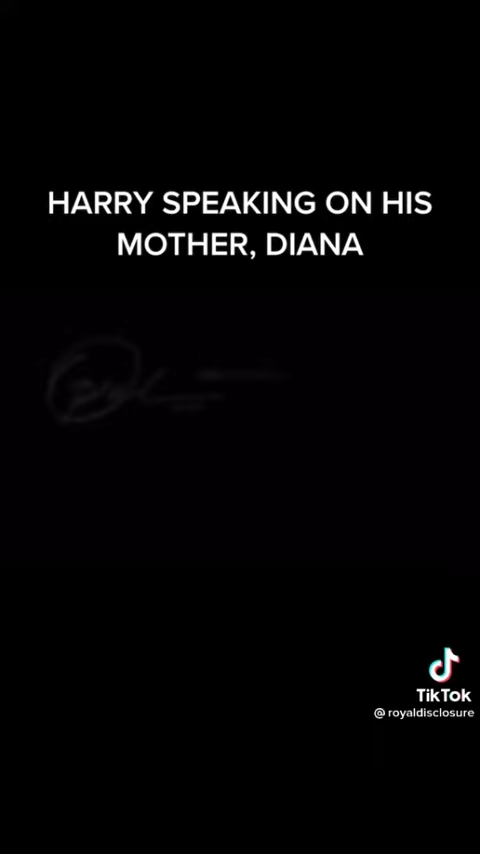 HARRY SPEAKING ON HIS
MOTHER, DIANA
TikTok
@royaldisclosure